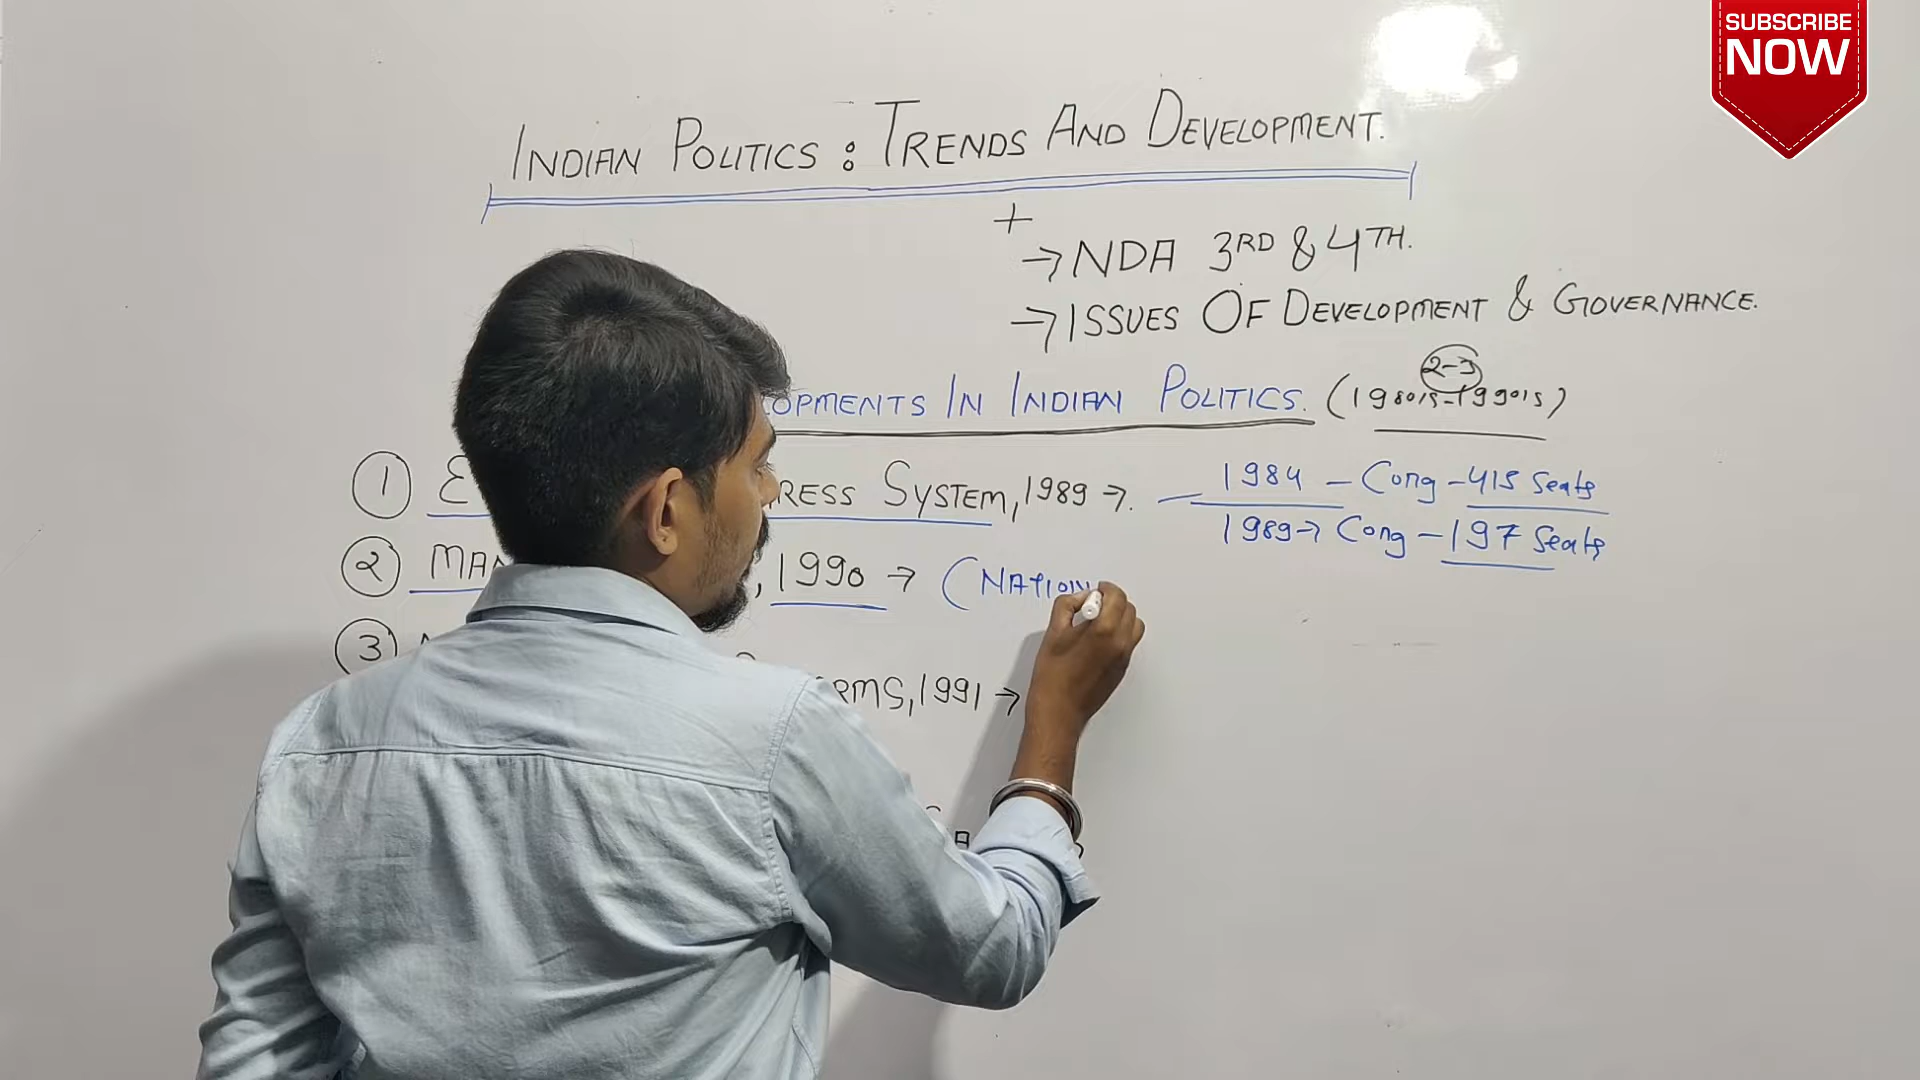 SUBSCRIBE
NOW
INDIAN POLITICS : TRENDS AND DEVELOPMENT.
+
→ NDA 3RD & 4TH.
→ ISSUES OF DEVELOPMENT & GOVERNANCE.
2-3
OPMENTS IN INDIAN POLITICS. (1980's-1990's)
① E RESS SYSTEM, 1989 →. — 1984 - Cong - 415 Seats
1989 → Cong - 197 Seats
② MAN , 1990 → (NATION
③
RMS, 1991 →